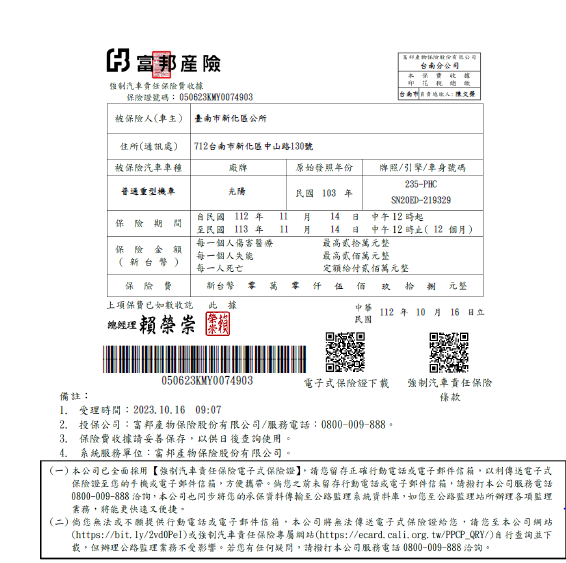 富邦產險
富邦產物保險股份有限公司
台南分公司
本保費收據
印花稅總繳
台南市負責總繳人:陳文榮
強制汽車責任保險費收據
保險證號碼:050623KMY0074903
被保險人(車主) 臺南市新化區公所
住所(通訊處) 712台南市新化區中山路130號
被保險汽車車種 廠牌 原始發照年份 牌照/引擎/車身號碼
普通重型機車 光陽 民國 103 年 235-PHC
SN20ED-219329
保險期間 自民國 112 年 11 月 14 日 中午12時起
至民國 113 年 11 月 14 日 中午12時止( 12 個月)
保險金額
(新台幣)
每一個人傷害醫療 最高貳拾萬元整
每一個人失能 最高貳佰萬元整
每一人死亡 定額給付貳佰萬元整
保險費 新台幣 零 萬 零 仟 伍 佰 玖 拾 捌 元整
上項保費已如數收訖 此據
中華民國 112 年 10 月 16 日立
總經理 賴榮崇
050623KMY0074903
電子式保險證下載
強制汽車責任保險
條款
備註:
1. 受理時間:2023.10.16 09:07
2. 投保公司:富邦產物保險股份有限公司/服務電話:0800-009-888。
3. 保險費收據請妥善保存,以供日後查詢使用。
4. 系統服務單位:富邦產物保險股份有限公司。
(一)本公司已全面採用【強制汽車責任保險電子式保險證】,請您留存正確行動電話或電子郵件信箱,以利傳送電子式
保險證至您的手機或電子郵件信箱,方便攜帶。倘您之前未留存行動電話或電子郵件信箱,請撥打本公司服務電話
0800-009-888洽詢,本公司也同步將您的承保資料傳輸至公路監理系統資料庫,如您至公路監理站所辦理各項監理
業務,將能更快速又便捷。
(二)倘您無法或不願提供行動電話或電子郵件信箱,本公司將無法傳送電子式保險證給您,請您至本公司網站
(https://bit.ly/2vd0Pel)或強制汽車保險專屬網站(https://ecard.cali.org.tw/PPCP_QRY/)自行查詢並下
載,但辦理公路監理業務不受影響。若您有任何疑問,請撥打本公司服務電話0800-009-888洽詢。